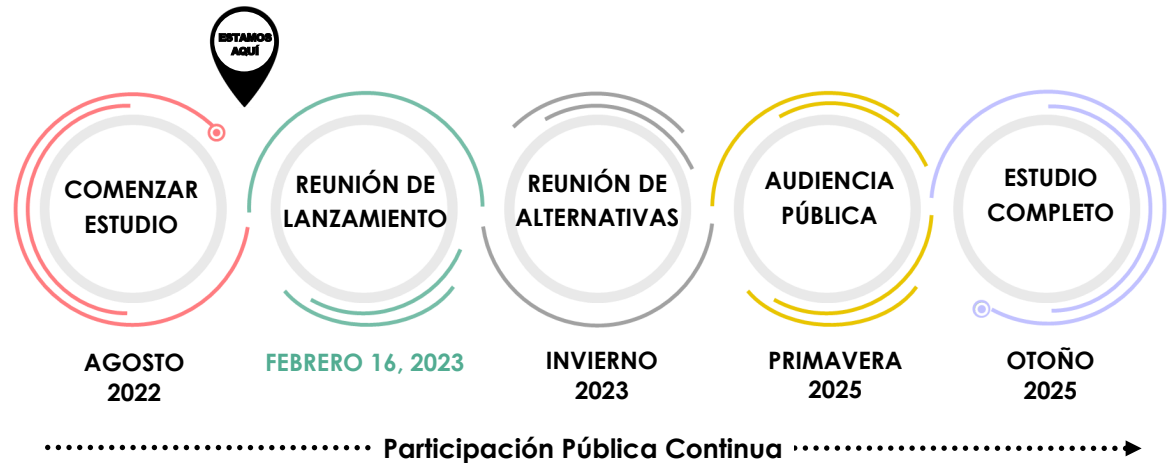 ESTAMOS
AQUÍ
COMENZAR
ESTUDIO
REUNIÓN DE
LANZAMIENTO
REUNIÓN DE
ALTERNATIVAS
AUDIENCIA
PÚBLICA
ESTUDIO
COMPLETO
AGOSTO
2022
FEBRERO 16, 2023
INVIERNO
2023
PRIMAVERA
2025
OTOÑO
2025
Participación Pública Continua